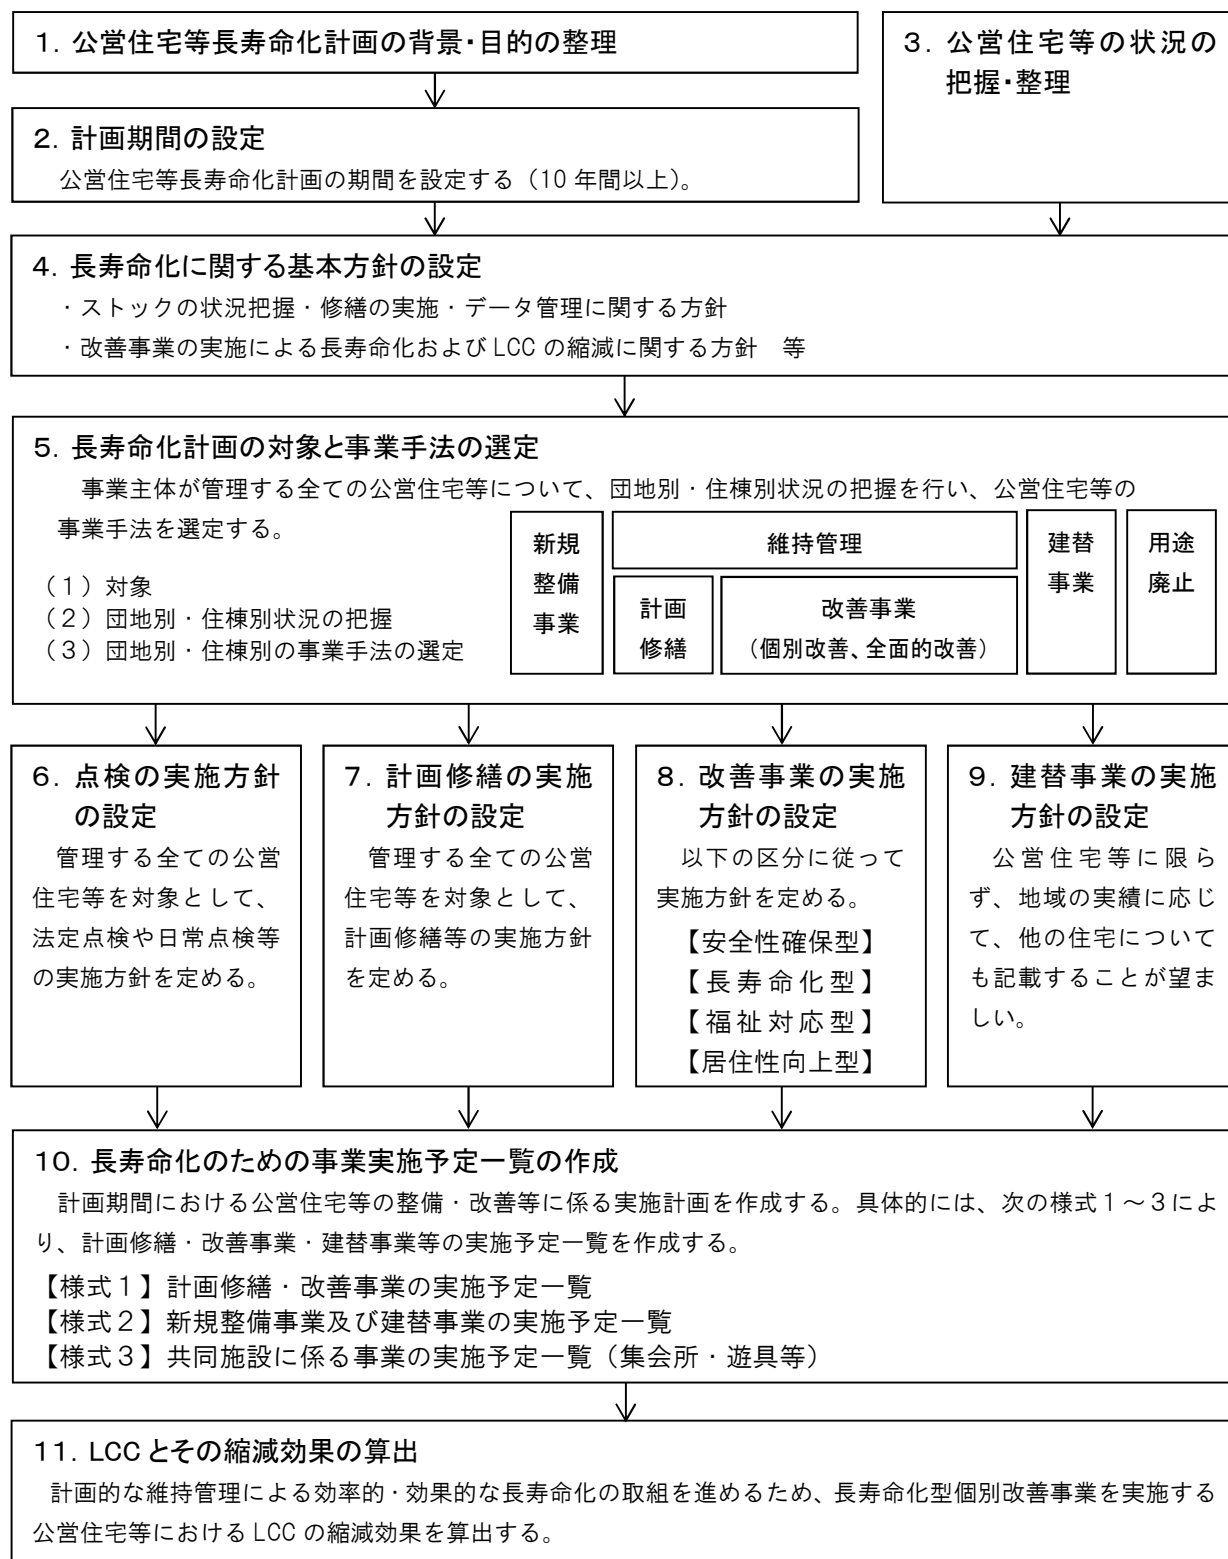 1．公営住宅等長寿命化計画の背景・目的の整理
2．計画期間の設定
公営住宅等長寿命化計画の期間を設定する（10 年間以上）。
3．公営住宅等の状況の
把握・整理
4．長寿命化に関する基本方針の設定
・ストックの状況把握・修繕の実施・データ管理に関する方針
・改善事業の実施による長寿命化および LCC の縮減に関する方針　等
5．長寿命化計画の対象と事業手法の選定
事業主体が管理する全ての公営住宅等について、団地別・住棟別状況の把握を行い、公営住宅等の
事業手法を選定する。
（1）対象
（2）団地別・住棟別状況の把握
（3）団地別・住棟別の事業手法の選定
新規
整備
事業
維持管理
計画
修繕
改善事業
（個別改善、全面的改善）
建替
事業
用途
廃止
6．点検の実施方針
の設定
管理する全ての公営
住宅等を対象として、
法定点検や日常点検等
の実施方針を定める。
7．計画修繕の実施
方針の設定
管理する全ての公営
住宅等を対象として、
計画修繕等の実施方針
を定める。
8．改善事業の実施
方針の設定
以下の区分に従って
実施方針を定める。
【安全性確保型】
【長寿命化型】
【福祉対応型】
【居住性向上型】
9．建替事業の実施
方針の設定
公営住宅等に限ら
ず、地域の実績に応じ
て、他の住宅について
も記載することが望ま
しい。
10．長寿命化のための事業実施予定一覧の作成
計画期間における公営住宅等の整備・改善等に係る実施計画を作成する。具体的には、次の様式１～３によ
り、計画修繕・改善事業・建替事業等の実施予定一覧を作成する。
【様式１】計画修繕・改善事業の実施予定一覧
【様式２】新規整備事業及び建替事業の実施予定一覧
【様式３】共同施設に係る事業の実施予定一覧（集会所・遊具等）
11．LCC とその縮減効果の算出
計画的な維持管理による効率的・効果的な長寿命化の取組を進めるため、長寿命化型個別改善事業を実施する
公営住宅等における LCC の縮減効果を算出する。